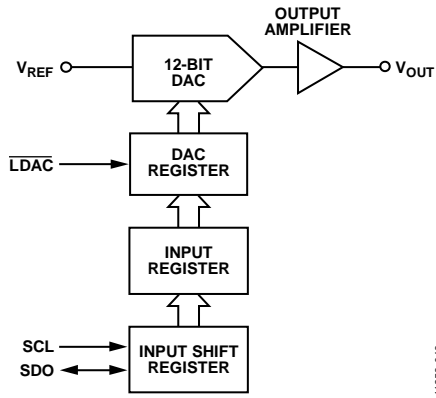 OUTPUT
AMPLIFIER
VREF
12-BIT
DAC
VOUT
LDAC
DAC
REGISTER
INPUT
REGISTER
SCL
SDO
INPUT SHIFT
REGISTER